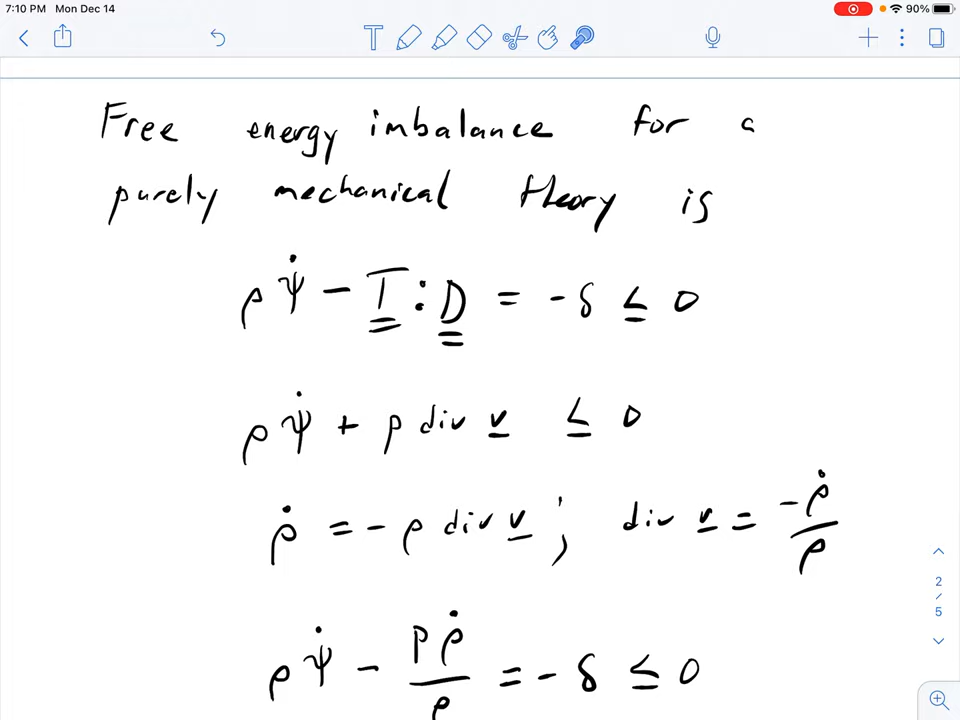 7:10 PM Mon Dec 14
90%
T
Free energy imbalance for a
purely mechanical theory is
ρψ̇ − T:D = −δ ≤ 0
ρψ̇ + p div v ≤ 0
ρ̇ = −ρ div v ; div v = −ρ̇/ρ
ρψ̇ − pρ̇/ρ = −δ ≤ 0
2
/
5